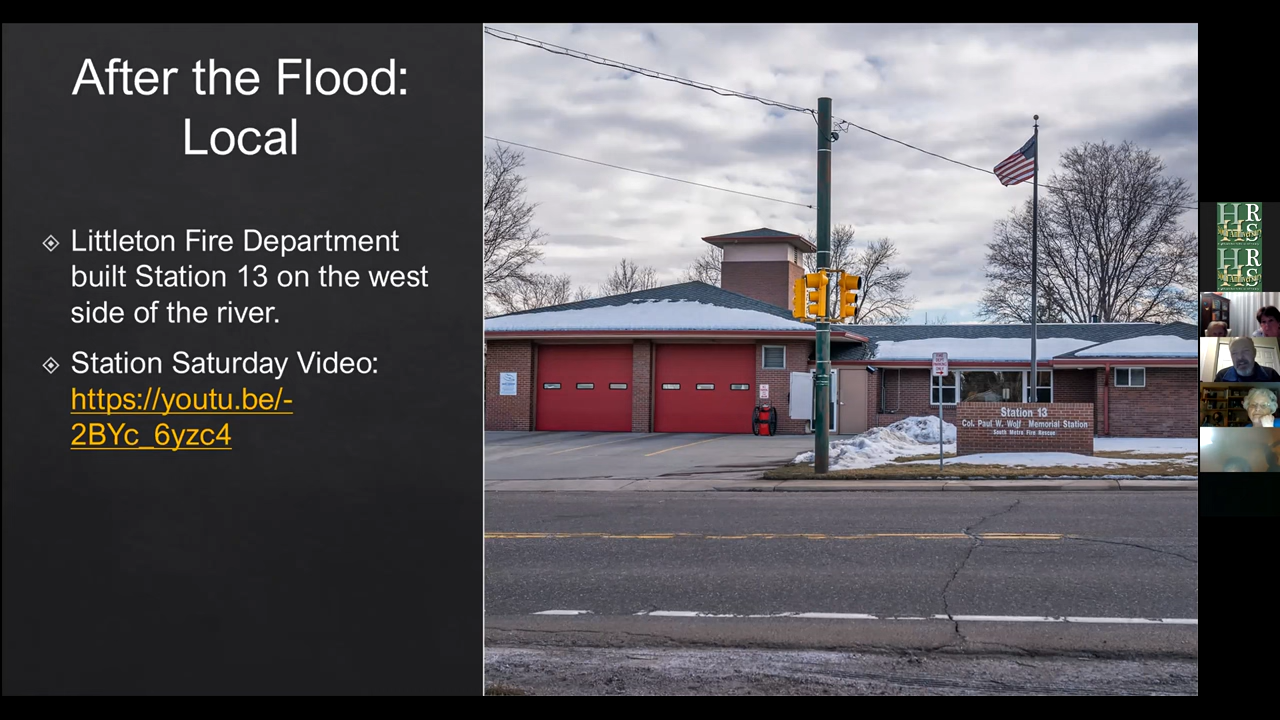 After the Flood:
Local
Littleton Fire Department
built Station 13 on the west
side of the river.
Station Saturday Video:
https://youtu.be/-
2BYc_6yzc4
Station 13
Col. Paul W. Wolf Memorial Station
South Metro Fire Rescue
H R
H S
H R
H S